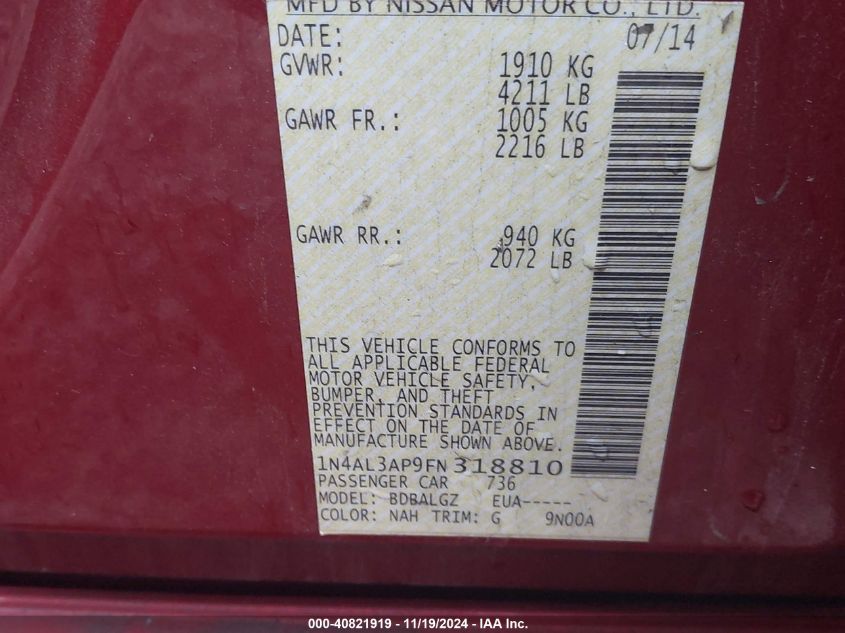 MFD BY NISSAN MOTOR CO., LTD.
DATE: 07/14
GVWR: 1910 KG
4211 LB
GAWR FR.: 1005 KG
2216 LB
GAWR RR.: 940 KG
2072 LB
THIS VEHICLE CONFORMS TO
ALL APPLICABLE FEDERAL
MOTOR VEHICLE SAFETY,
BUMPER, AND THEFT
PREVENTION STANDARDS IN
EFFECT ON THE DATE OF
MANUFACTURE SHOWN ABOVE.
1N4AL3AP9FN318810
PASSENGER CAR 736
MODEL: BDBALGZ EUA-----
COLOR: NAH TRIM: G 9N00A
000-40821919 - 11/19/2024 - IAA Inc.